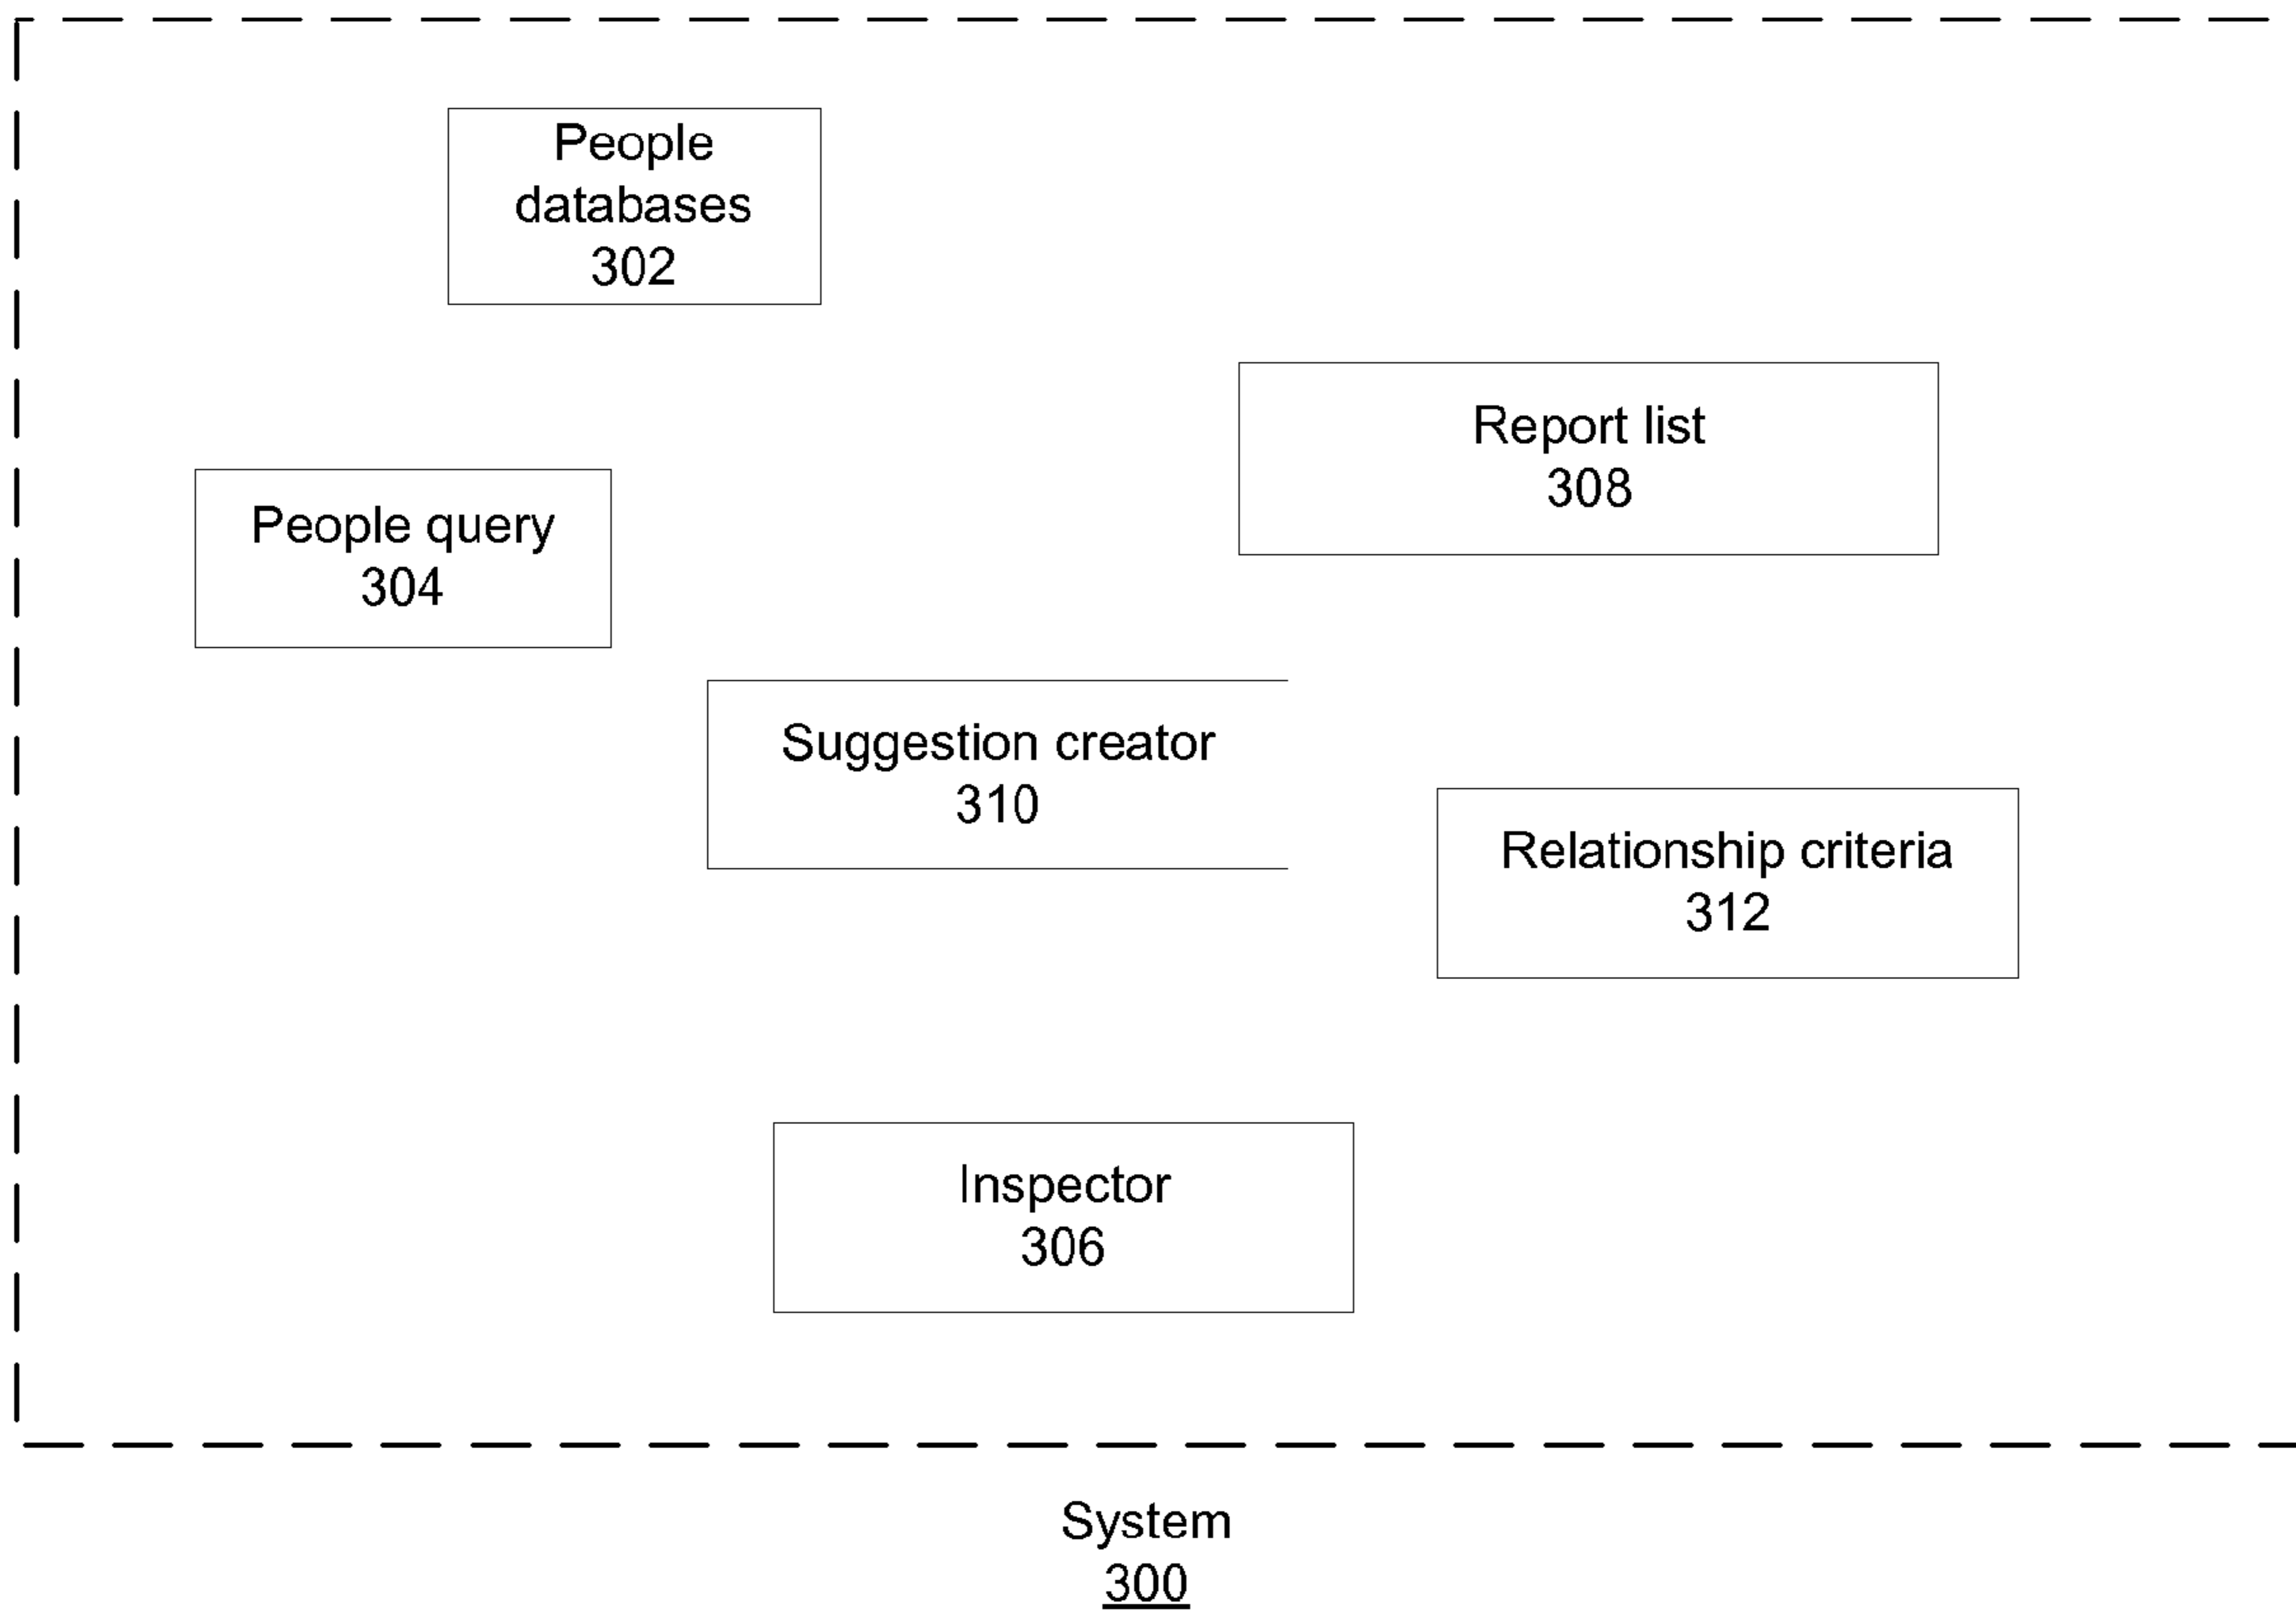 People
databases
302
Report list
308
People query
304
Suggestion creator
310
Relationship criteria
312
Inspector
306
System
300